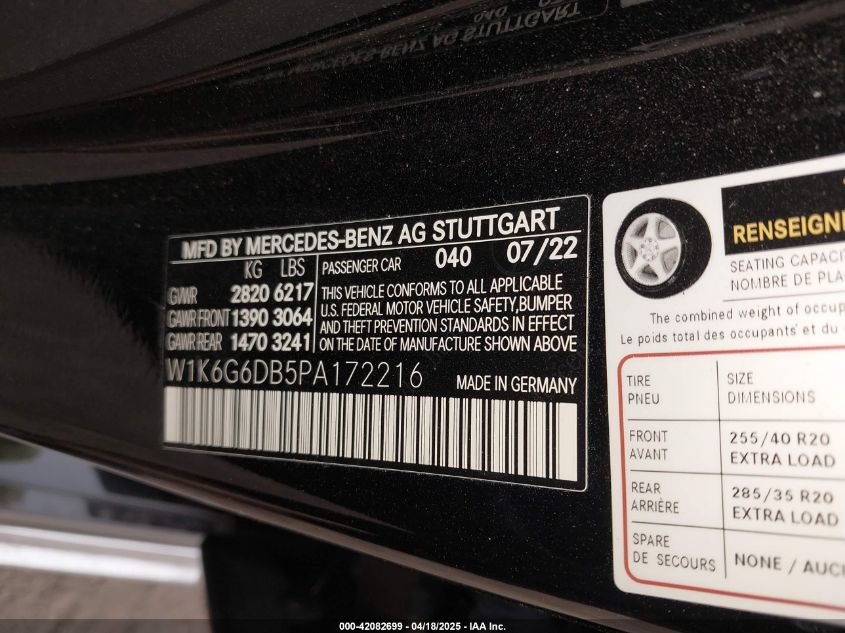 MFD BY MERCEDES-BENZ AG STUTTGART
KG LBS PASSENGER CAR 040 07/22
GVWR 2820 6217
GAWR FRONT 1390 3064
GAWR REAR 1470 3241
THIS VEHICLE CONFORMS TO ALL APPLICABLE
U.S. FEDERAL MOTOR VEHICLE SAFETY,BUMPER
AND THEFT PREVENTION STANDARDS IN EFFECT
ON THE DATE OF MANUFACTURE SHOWN ABOVE
W1K6G6DB5PA172216 MADE IN GERMANY
SEATING
NOMBRE DE
The combined weight of
Le poids total des occupants et du
TIRE SIZE
PNEU DIMENSIONS
FRONT 255/40 R20
AVANT EXTRA LOAD
REAR 285/35 R20
ARRIÈRE EXTRA LOAD
SPARE
DE SECOURS NONE /
000-42082699 - 04/18/2025 - IAA Inc.